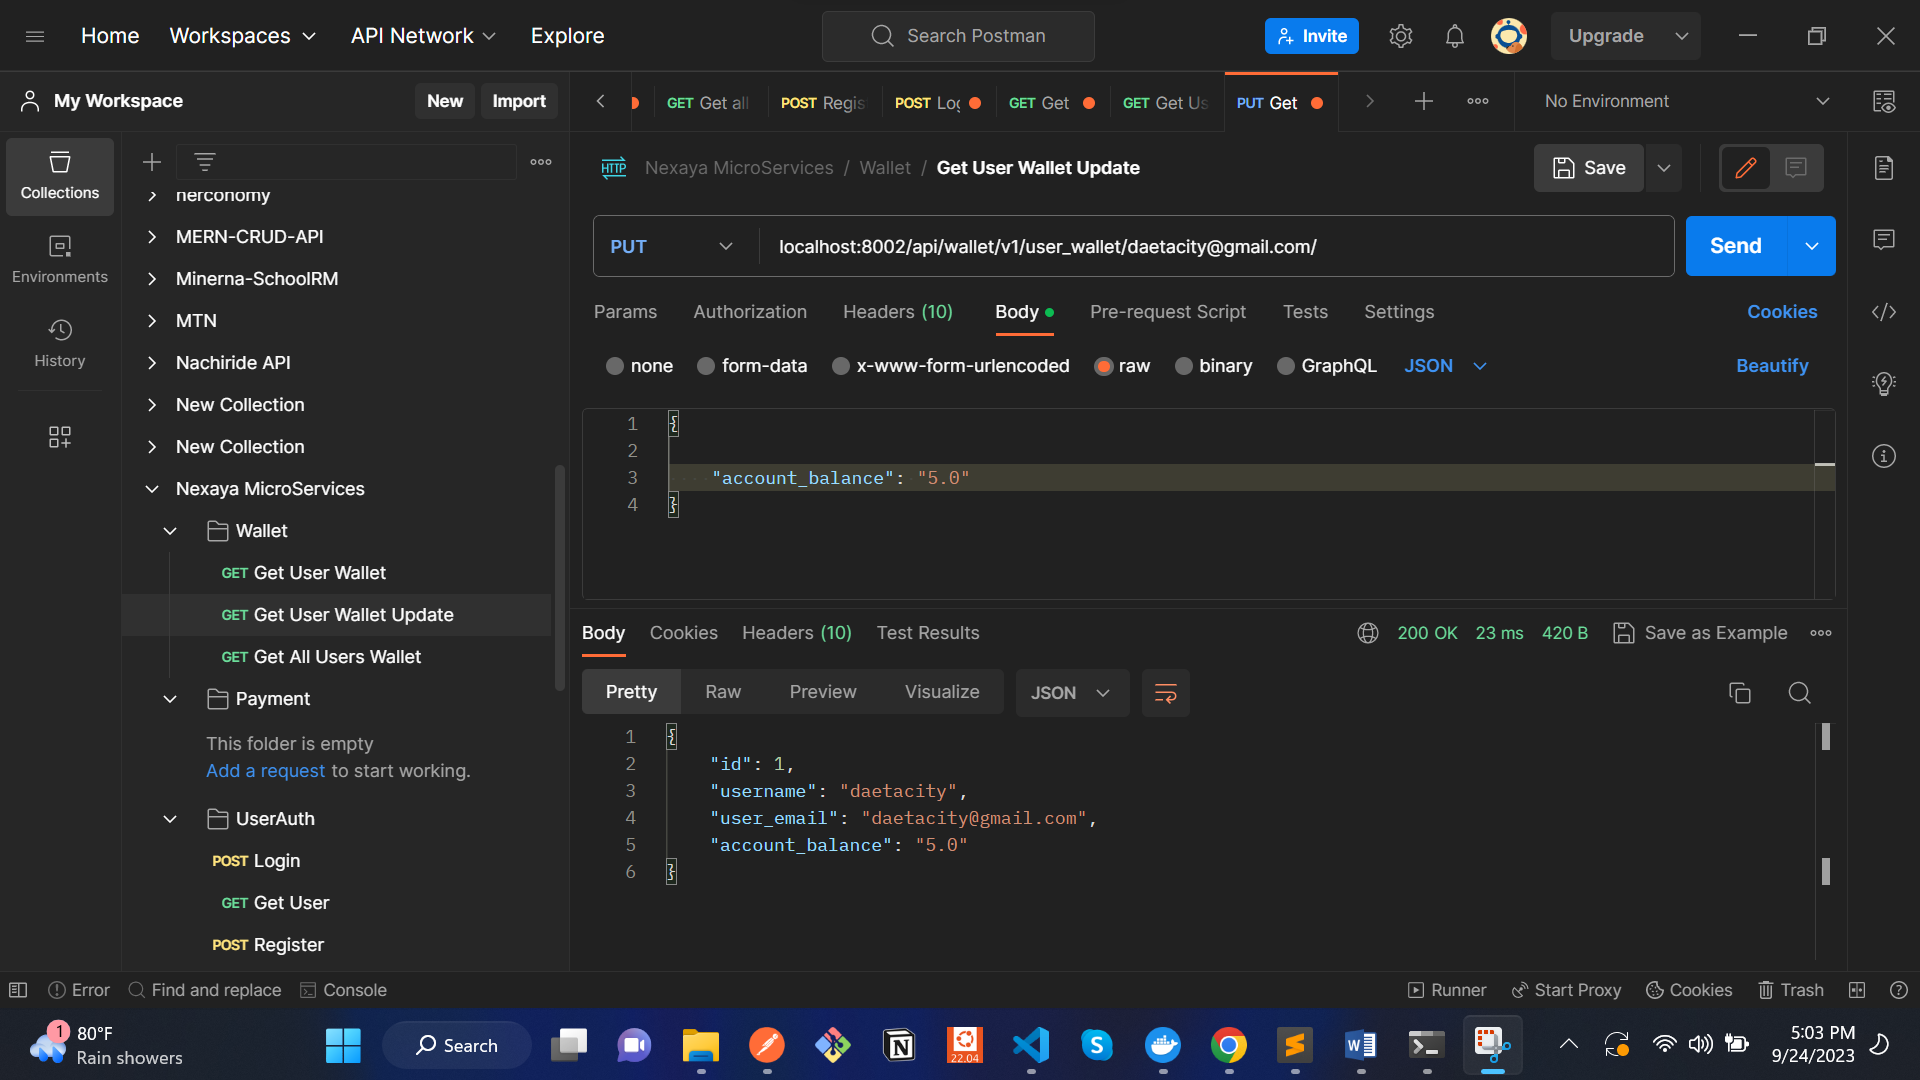 Home Workspaces API Network Explore Search Postman Invite Upgrade
My Workspace New Import GET Get all POST Regis POST Log GET Get GET Get Us PUT Get No Environment
Collections
Environments
History
nerconomy
MERN-CRUD-API
Minerna-SchoolRM
MTN
Nachiride API
New Collection
New Collection
Nexaya MicroServices
Wallet
GET Get User Wallet
GET Get User Wallet Update
GET Get All Users Wallet
Payment
This folder is empty
Add a request to start working.
UserAuth
POST Login
GET Get User
POST Register
HTTP Nexaya MicroServices / Wallet / Get User Wallet Update Save
PUT localhost:8002/api/wallet/v1/user_wallet/daetacity@gmail.com/ Send
Params Authorization Headers (10) Body Pre-request Script Tests Settings Cookies
none form-data x-www-form-urlencoded raw binary GraphQL JSON Beautify
1 {
2
3 "account_balance": "5.0"
4 }
Body Cookies Headers (10) Test Results 200 OK 23 ms 420 B Save as Example
Pretty Raw Preview Visualize JSON
1 {
2 "id": 1,
3 "username": "daetacity",
4 "user_email": "daetacity@gmail.com",
5 "account_balance": "5.0"
6 }
Error Find and replace Console Runner Start Proxy Cookies Trash
1 80°F
Rain showers
Search
22.04
5:03 PM
9/24/2023